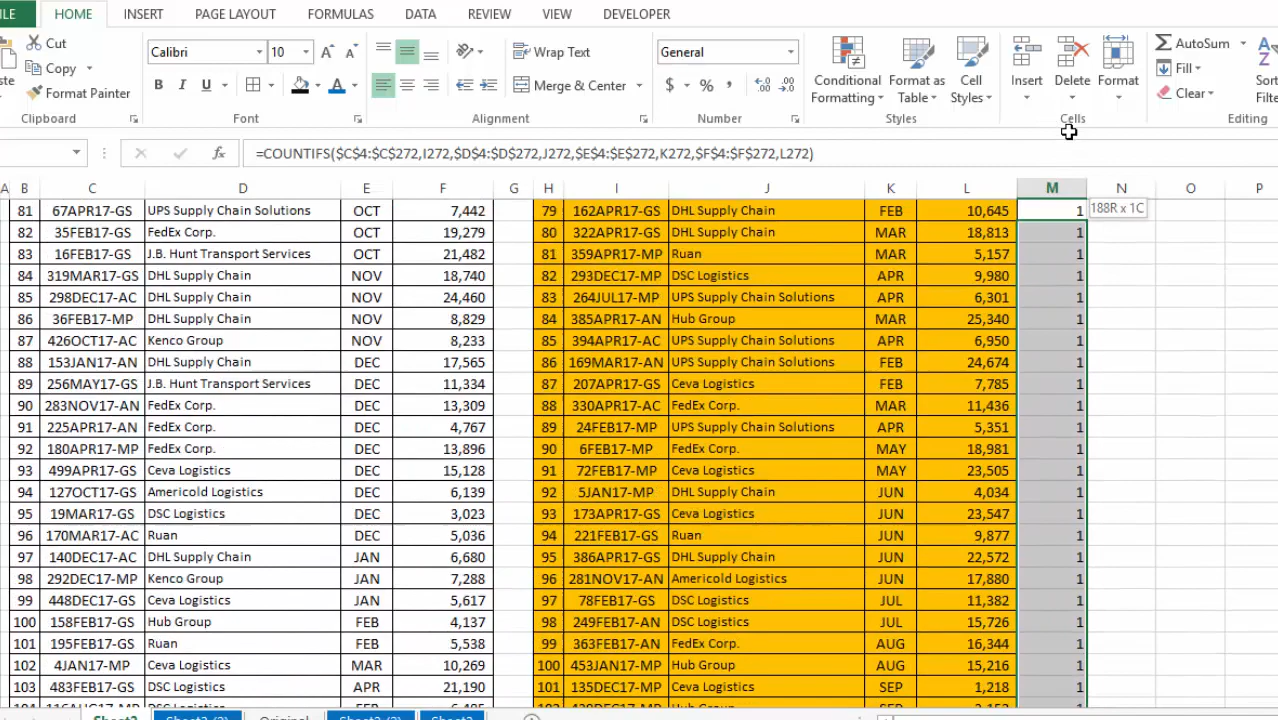 FILE HOME INSERT PAGE LAYOUT FORMULAS DATA REVIEW VIEW DEVELOPER
Cut
Copy
Format Painter
Clipboard
Calibri 10
B I U
Font
Wrap Text
Merge & Center
Alignment
General
$ % ,
Number
Conditional Formatting
Format as Table
Cell Styles
Styles
Insert Delete Format
Cells
AutoSum
Fill
Clear
Editing
=COUNTIFS($C$4:$C$272,I272,$D$4:$D$272,J272,$E$4:$E$272,K272,$F$4:$F$272,L272)
A B C D E F G H I J K L M N O P
188R x 1C
81 67APR17-GS UPS Supply Chain Solutions OCT 7,442 79 162APR17-GS DHL Supply Chain FEB 10,645 1
82 35FEB17-GS FedEx Corp. OCT 19,279 80 322APR17-GS DHL Supply Chain MAR 18,813 1
83 16FEB17-GS J.B. Hunt Transport Services OCT 21,482 81 359APR17-MP Ruan MAR 5,157 1
84 319MAR17-GS DHL Supply Chain NOV 18,740 82 293DEC17-MP DSC Logistics APR 9,980 1
85 298DEC17-AC DHL Supply Chain NOV 24,460 83 264JUL17-MP UPS Supply Chain Solutions APR 6,301 1
86 36FEB17-MP DHL Supply Chain NOV 8,829 84 385APR17-AN Hub Group MAR 25,340 1
87 426OCT17-AC Kenco Group NOV 8,233 85 394APR17-AC UPS Supply Chain Solutions APR 6,950 1
88 153JAN17-AN DHL Supply Chain DEC 17,565 86 169MAR17-AN UPS Supply Chain Solutions FEB 24,674 1
89 256MAY17-GS J.B. Hunt Transport Services DEC 11,334 87 207APR17-GS Ceva Logistics FEB 7,785 1
90 283NOV17-AN FedEx Corp. DEC 13,309 88 330APR17-AC FedEx Corp. MAR 11,436 1
91 225APR17-AN FedEx Corp. DEC 4,767 89 24FEB17-MP UPS Supply Chain Solutions APR 5,351 1
92 180APR17-MP FedEx Corp. DEC 13,896 90 6FEB17-MP FedEx Corp. MAY 18,981 1
93 499APR17-GS Ceva Logistics DEC 15,128 91 72FEB17-MP Ceva Logistics MAY 23,505 1
94 127OCT17-GS Americold Logistics DEC 6,139 92 5JAN17-MP DHL Supply Chain JUN 4,034 1
95 19MAR17-GS DSC Logistics DEC 3,023 93 173APR17-GS Ceva Logistics JUN 23,547 1
96 170MAR17-AC Ruan DEC 5,036 94 221FEB17-GS Ruan JUN 9,877 1
97 140DEC17-AC DHL Supply Chain JAN 6,680 95 386APR17-GS DHL Supply Chain JUN 22,572 1
98 292DEC17-MP Kenco Group JAN 7,288 96 281NOV17-AN Americold Logistics JUN 17,880 1
99 448DEC17-GS Ceva Logistics JAN 5,617 97 78FEB17-GS DSC Logistics JUL 11,382 1
100 158FEB17-GS Hub Group FEB 4,137 98 249FEB17-AN DSC Logistics JUL 15,726 1
101 195FEB17-GS Ruan FEB 5,538 99 363FEB17-AN FedEx Corp. AUG 16,344 1
102 4JAN17-MP Ceva Logistics MAR 10,269 100 453JAN17-MP Hub Group AUG 15,216 1
103 483FEB17-GS DSC Logistics APR 21,190 101 135DEC17-MP Ceva Logistics SEP 1,218 1